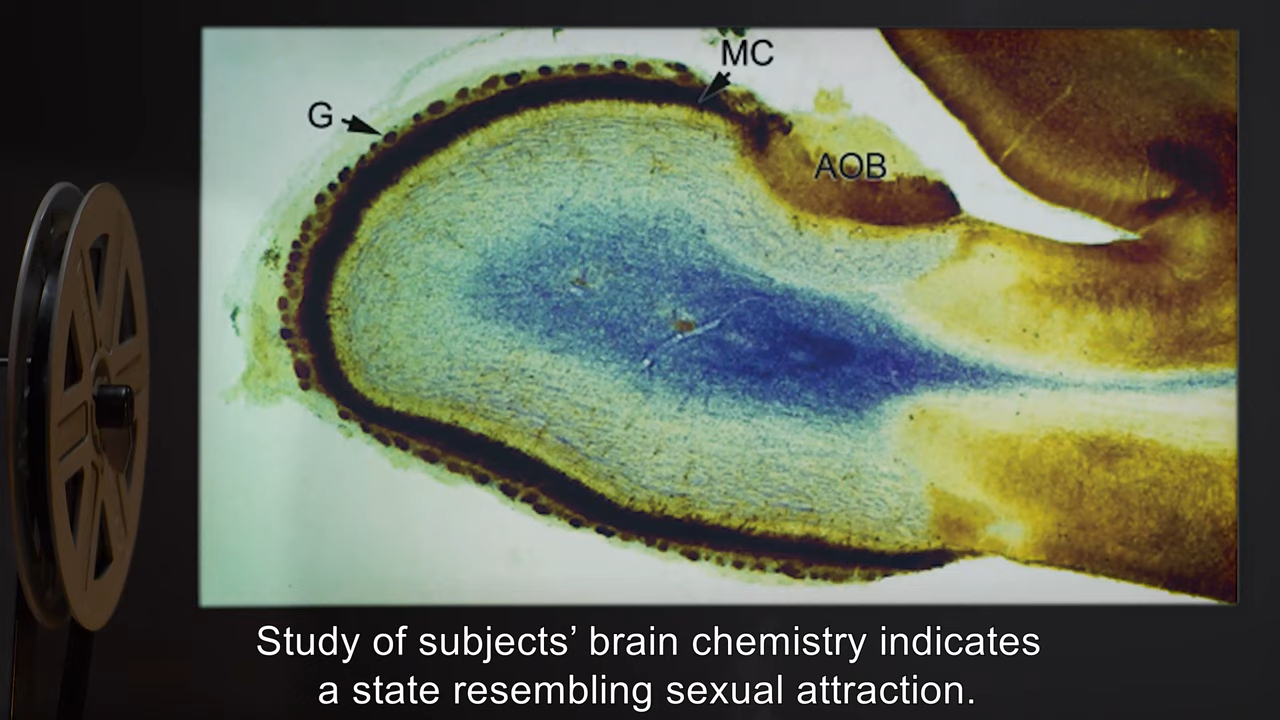 MC
G
AOB
Study of subjects’ brain chemistry indicates
a state resembling sexual attraction.